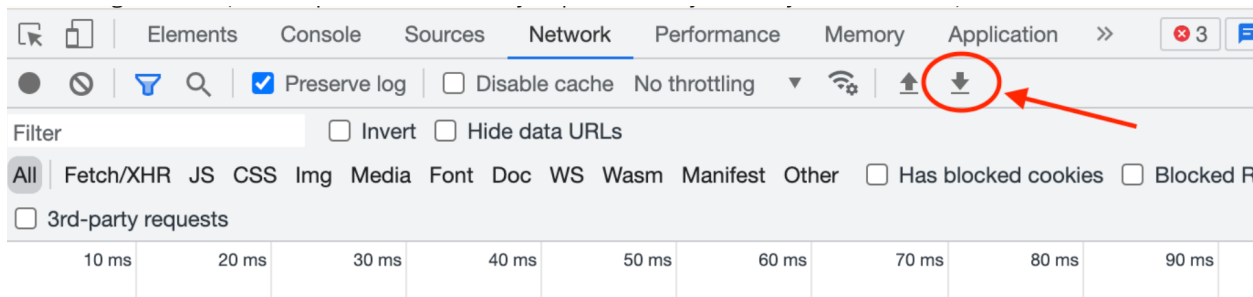 Elements Console Sources Network Performance Memory Application 3
Preserve log Disable cache No throttling
Filter Invert Hide data URLs
All Fetch/XHR JS CSS Img Media Font Doc WS Wasm Manifest Other Has blocked cookies Blocked R
3rd-party requests
10 ms 20 ms 30 ms 40 ms 50 ms 60 ms 70 ms 80 ms 90 ms